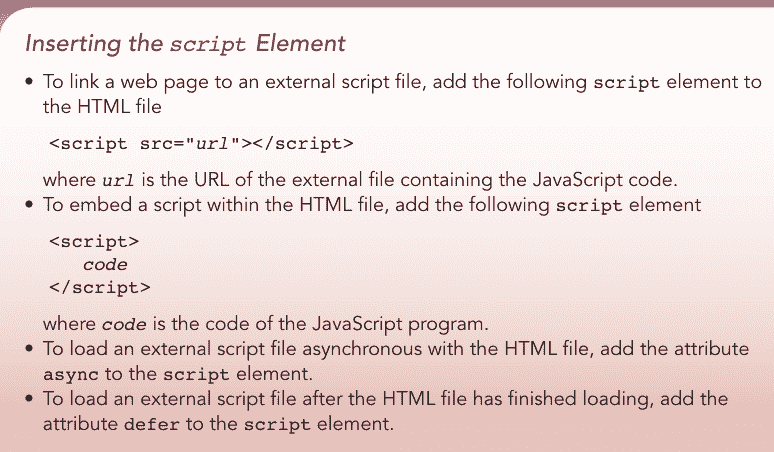 Inserting the script Element
• To link a web page to an external script file, add the following script element to
the HTML file
<script src="url"></script>
where url is the URL of the external file containing the JavaScript code.
• To embed a script within the HTML file, add the following script element
<script>
code
</script>
where code is the code of the JavaScript program.
• To load an external script file asynchronous with the HTML file, add the attribute
async to the script element.
• To load an external script file after the HTML file has finished loading, add the
attribute defer to the script element.